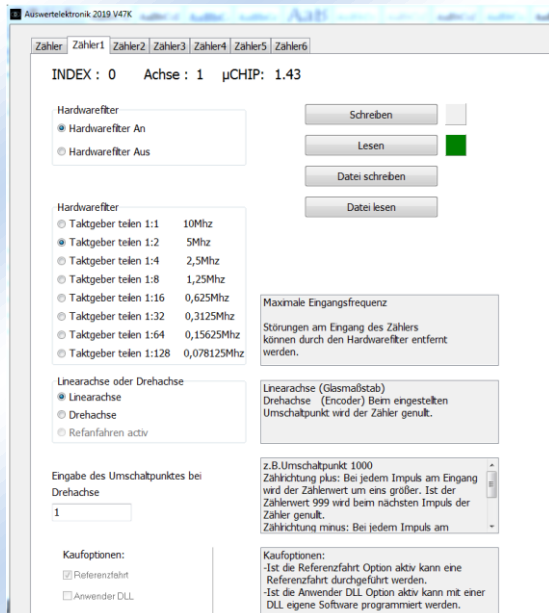 Auswertelektronik 2019 V47K
Zähler Zähler1 Zähler2 Zähler3 Zähler4 Zähler5 Zähler6
INDEX : 0 Achse : 1 µCHIP: 1.43
Hardwarefilter
Hardwarefilter An
Hardwarefilter Aus
Schreiben
Lesen
Datei schreiben
Datei lesen
Hardwarefilter
Taktgeber teilen 1:1 10Mhz
Taktgeber teilen 1:2 5Mhz
Taktgeber teilen 1:4 2,5Mhz
Taktgeber teilen 1:8 1,25Mhz
Taktgeber teilen 1:16 0,625Mhz
Taktgeber teilen 1:32 0,3125Mhz
Taktgeber teilen 1:64 0,15625Mhz
Taktgeber teilen 1:128 0,078125Mhz
Maximale Eingangsfrequenz
Störungen am Eingang des Zählers
können durch den Hardwarefilter entfernt
werden.
Linearachse oder Drehachse
Linearachse
Drehachse
Refanfahren activ
Linearachse (Glasmaßstab)
Drehachse (Encoder) Beim eingestellten
Umschaltpunkt wird der Zähler genult.
Eingabe des Umschaltpunktes bei
Drehachse
1
z.B.Umschaltpunkt 1000
Zählrichtung plus: Bei jedem Impuls am Eingang
wird der Zählerwert um eins größer. Ist der
Zählerwert 999 wird beim nächsten Impuls der
Zähler genult.
Zählrichtung minus: Bei jedem Impuls am
Kaufoptionen:
Referenzfahrt
Anwender DLL
Kaufoptionen:
-Ist die Referenzfahrt Option aktiv kann eine
Referenzfahrt durchgeführt werden.
-Ist die Anwender DLL Option aktiv kann mit einer
DLL eigene Software programmiert werden.